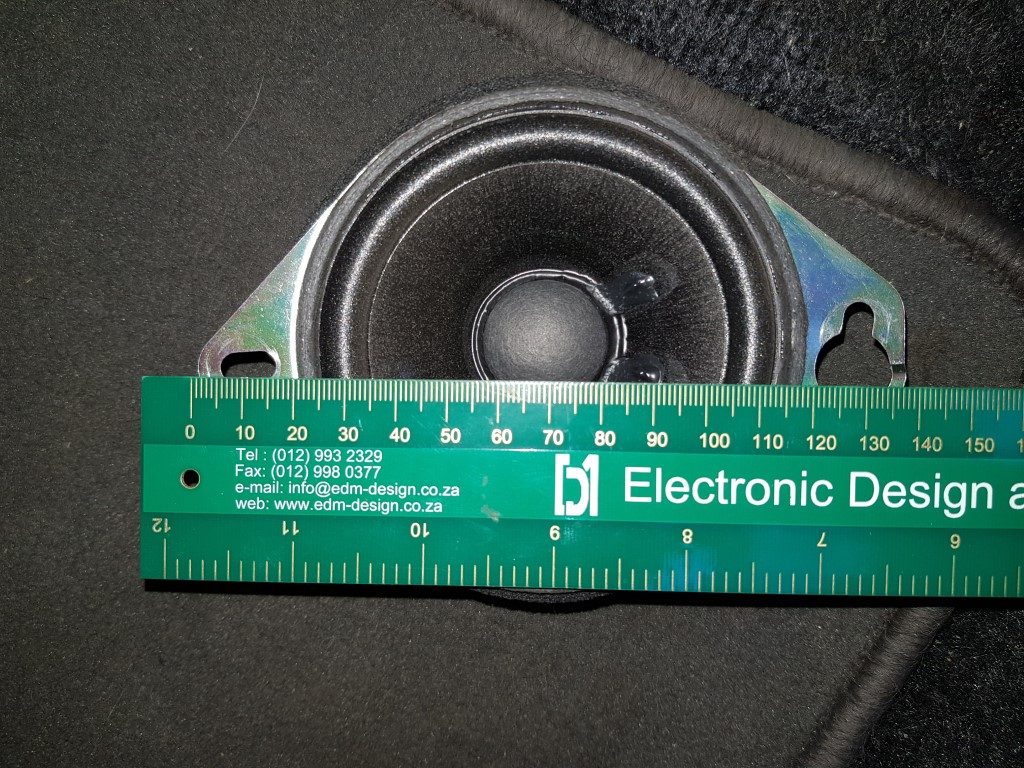 0 10 20 30 40 50 60 70 80 90 100 110 120 130 140 150
Tel : (012) 993 2329
Fax: (012) 998 0377
e-mail: info@edm-design.co.za
web: www.edm-design.co.za
Electronic Design
12 11 10 9 8 7 6